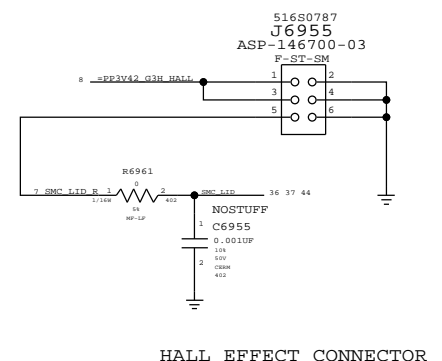 516S0787
J6955
ASP-146700-03
F-ST-SM
8 =PP3V42_G3H_HALL
1 2
3 4
5 6
R6961
0
7 SMC_LID_R 1 2 SMC_LID 36 37 44
1/16W 402
5%
MF-LF
NOSTUFF
1 C6955
0.001UF
10%
50V
2 CERM
402
HALL EFFECT CONNECTOR